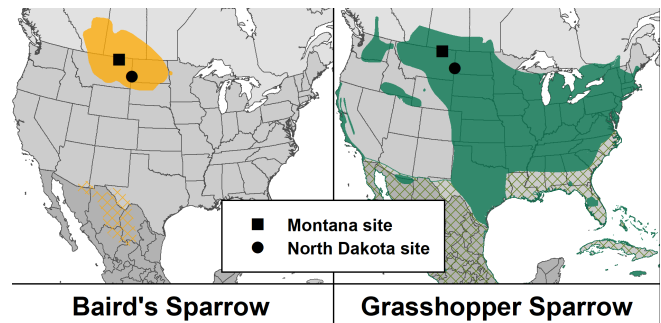 Montana site
North Dakota site
Baird's Sparrow
Grasshopper Sparrow